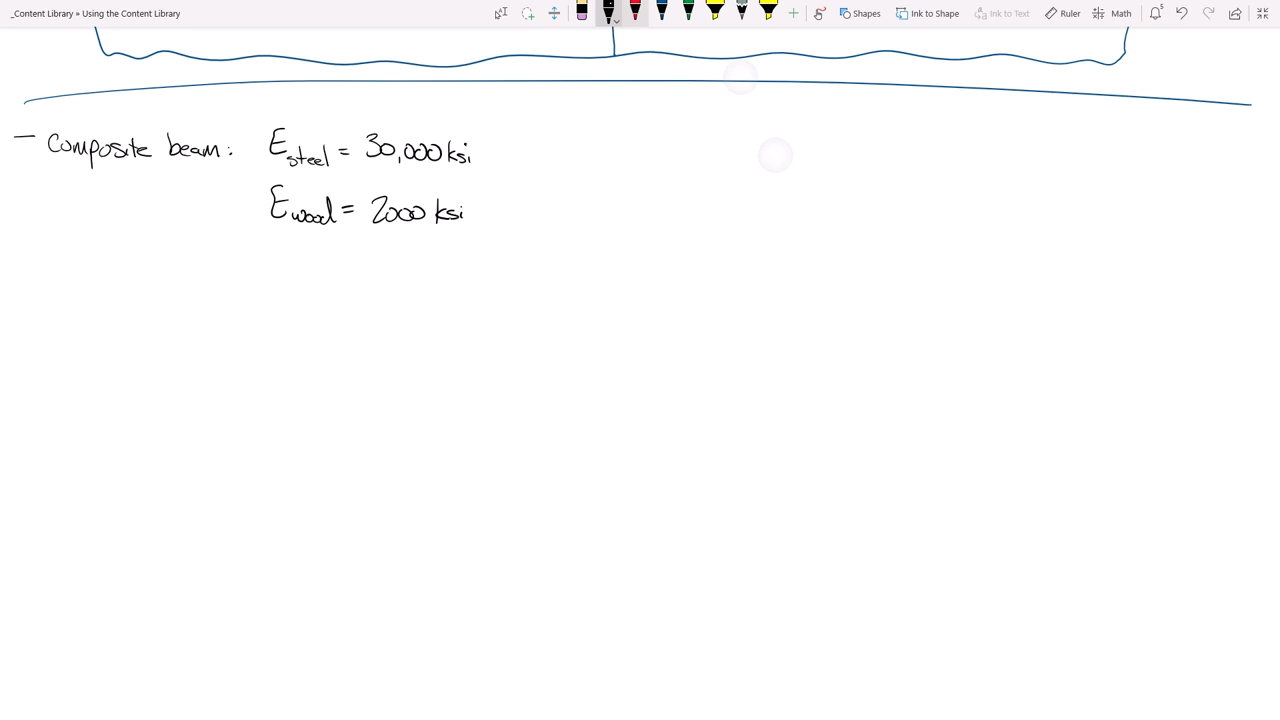 _Content Library » Using the Content Library
Shapes Ink to Shape Ink to Text Ruler Math 5
— Composite beam: E steel = 30,000 ksi
E wood = 2000 ksi